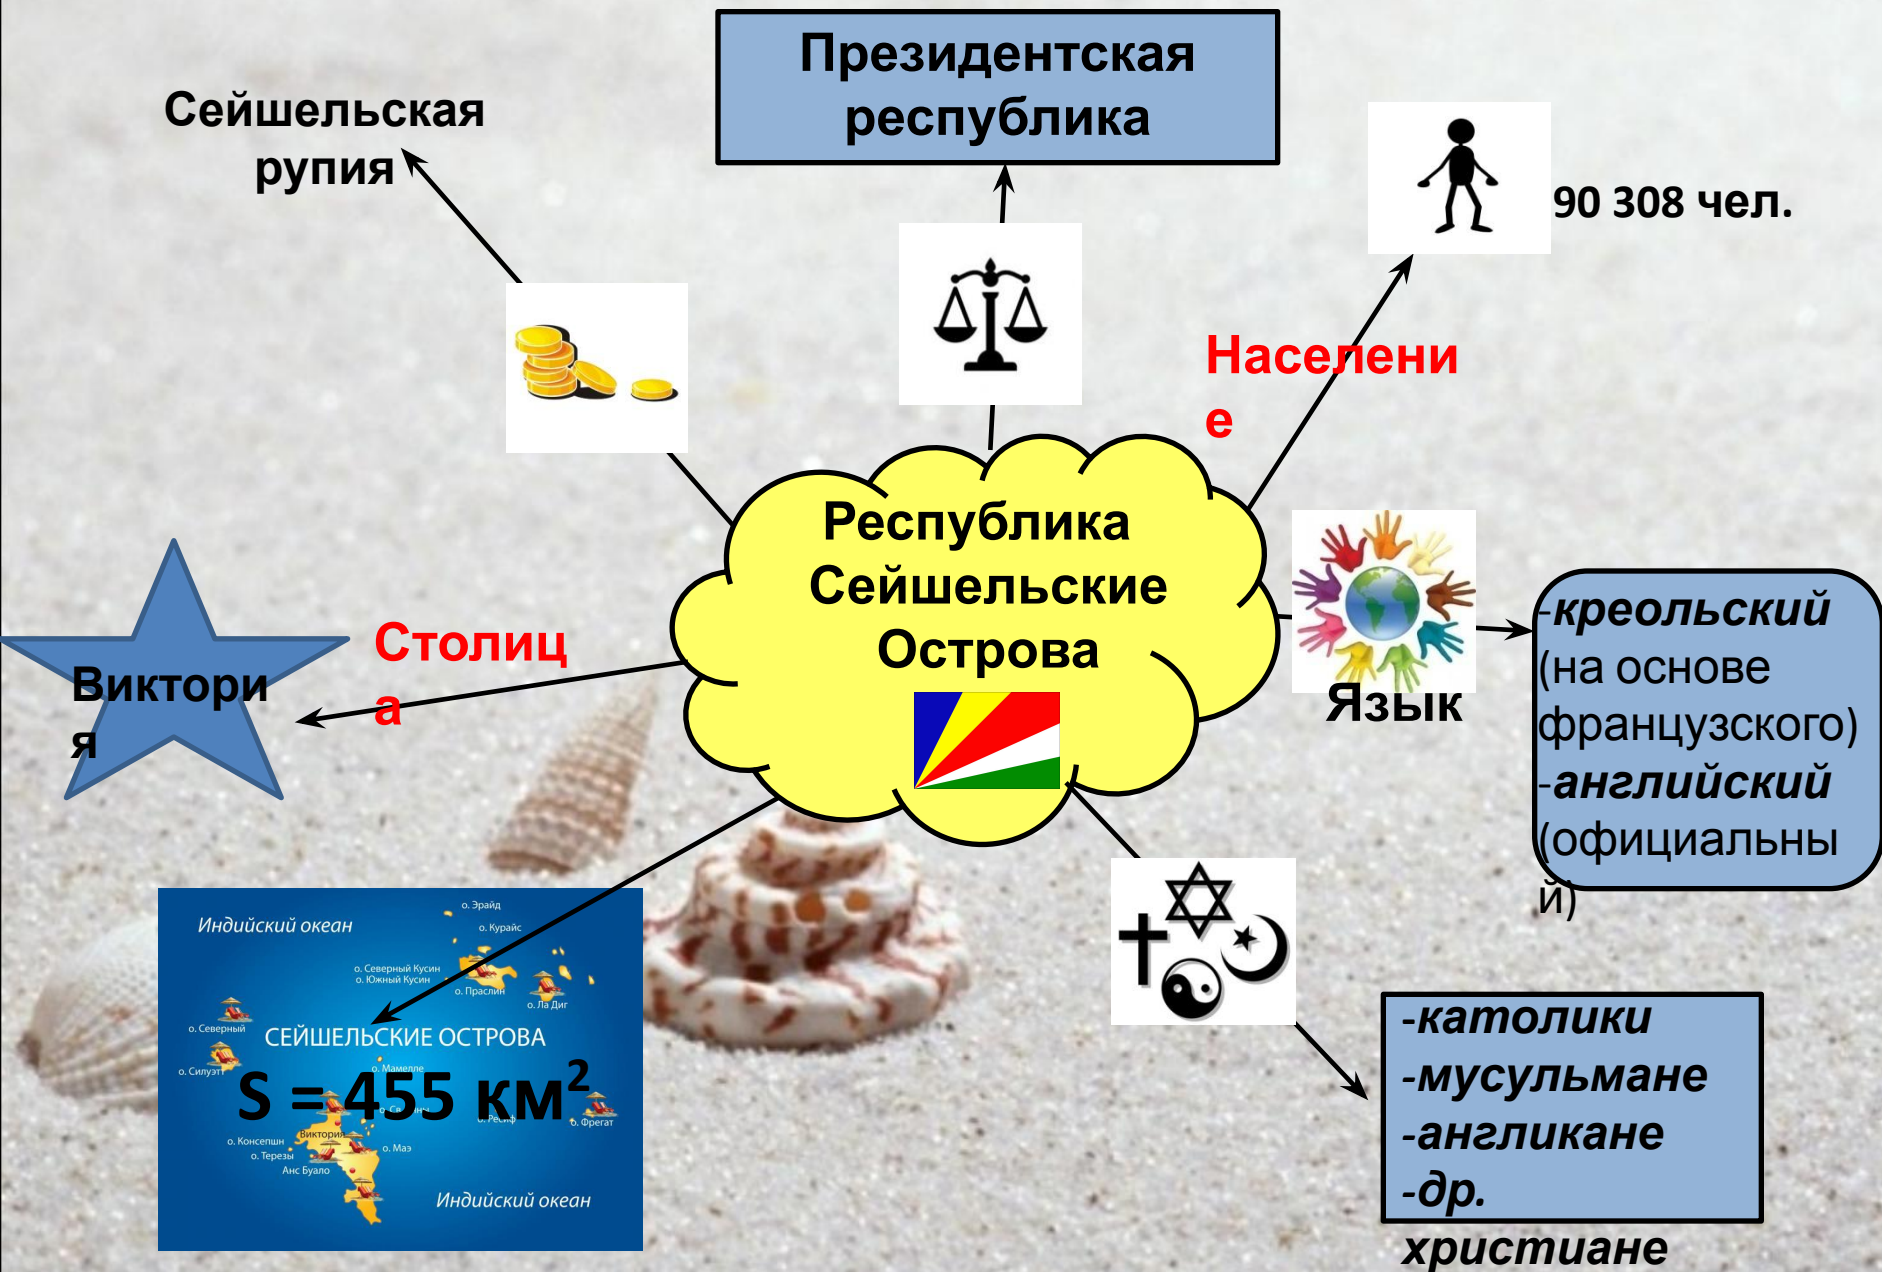 Президентская
республика
Сейшельская
рупия
90 308 чел.
Населени
е
Республика
Сейшельские
Острова
Столиц
а
Виктори
я
Язык
-креольский
(на основе
французского)
-английский
(официальны
й)
Индийский океан
о. Эрайд
о. Курайс
о. Северный Кусин
о. Южный Кусин
о. Праслин
о. Ла Диг
о. Северный
СЕЙШЕЛЬСКИЕ ОСТРОВА
о. Силуэтт
о. Мамелле
S = 455 км²
о. Фрегат
Виктория
о. Консепшн
о. Маэ
о. Терезы
Анс Буало
Индийский океан
-католики
-мусульмане
-англикане
-др.
христиане